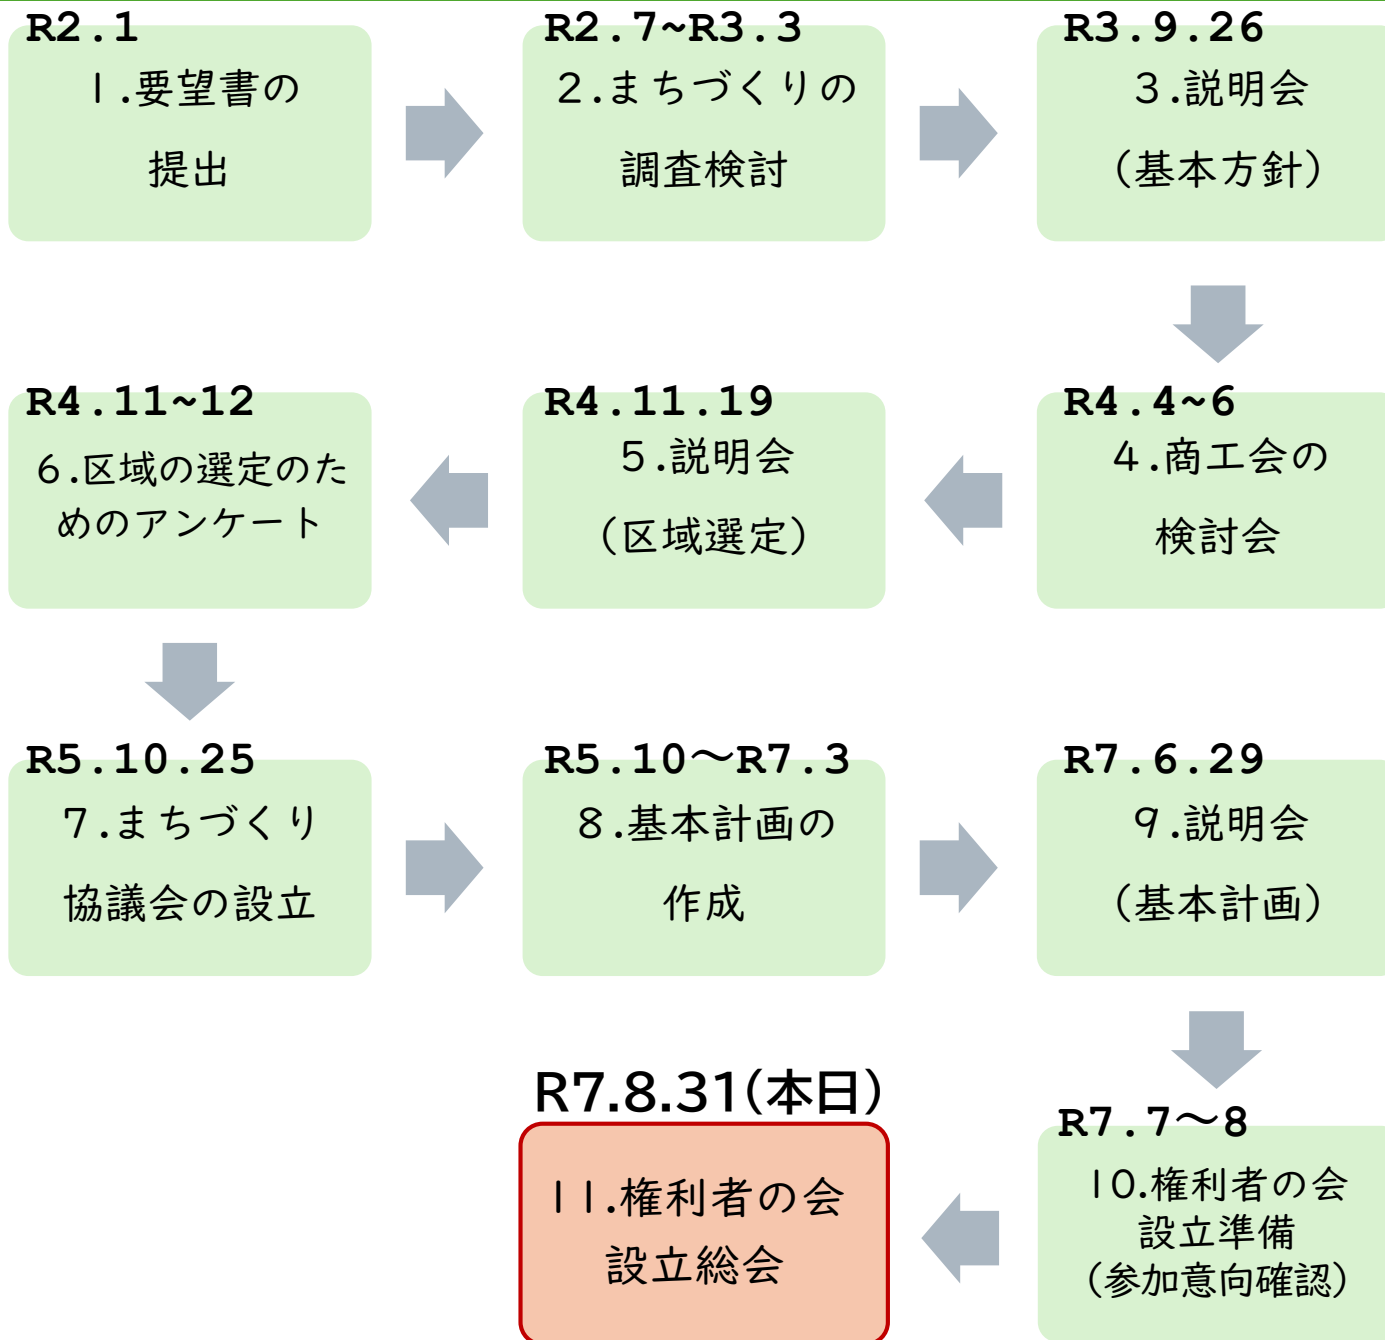 R2.1
1.要望書の
提出
R2.7~R3.3
2.まちづくりの
調査検討
R3.9.26
3.説明会
(基本方針)
R4.4~6
4.商工会の
検討会
R4.11.19
5.説明会
(区域選定)
R4.11~12
6.区域の選定のた
めのアンケート
R5.10.25
7.まちづくり
協議会の設立
R5.10～R7.3
8.基本計画の
作成
R7.6.29
9.説明会
(基本計画)
R7.7～8
10.権利者の会
設立準備
(参加意向確認)
R7.8.31(本日)
11.権利者の会
設立総会